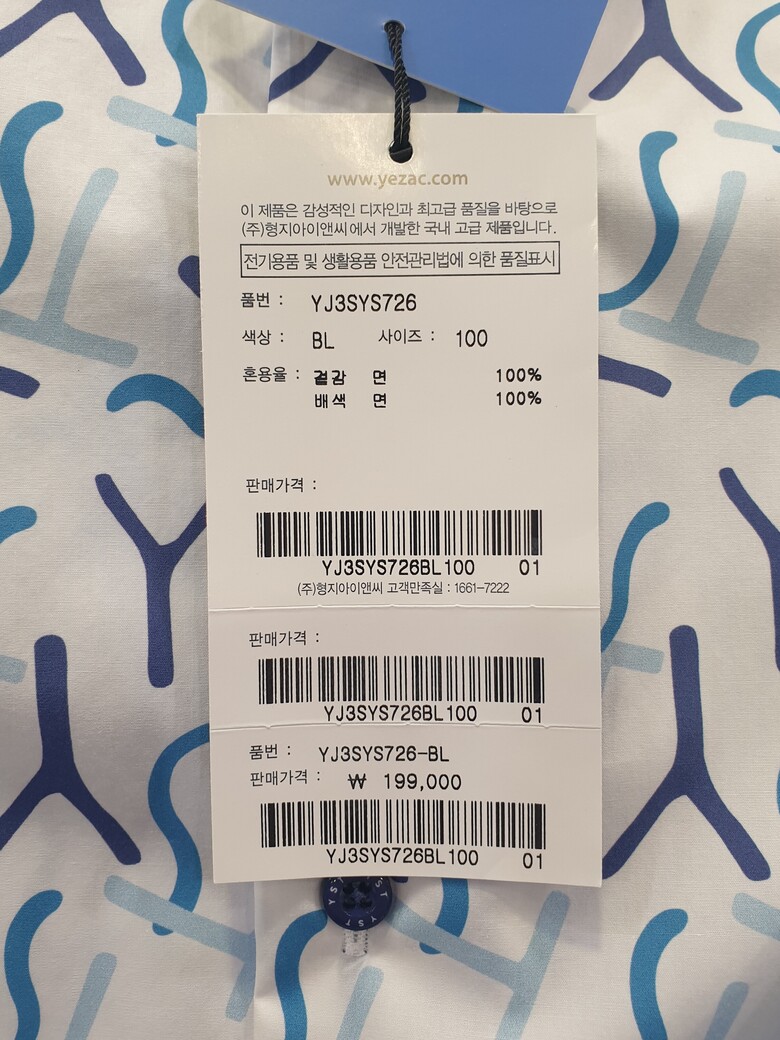 www.yezac.com
이 제품은 감성적인 디자인과 최고급 품질을 바탕으로
(주)형지아이앤씨에서 개발한 국내 고급 제품입니다.
전기용품 및 생활용품 안전관리법에 의한 품질표시
품번 : YJ3SYS726
색상 : BL 사이즈 : 100
혼용율 : 겉감 면 100%
배색 면 100%
판매가격 :
YJ3SYS726BL100 01
(주)형지아이앤씨 고객만족실 : 1661-7222
판매가격 :
YJ3SYS726BL100 01
품번 : YJ3SYS726-BL
판매가격 : ₩ 199,000
YJ3SYS726BL100 01